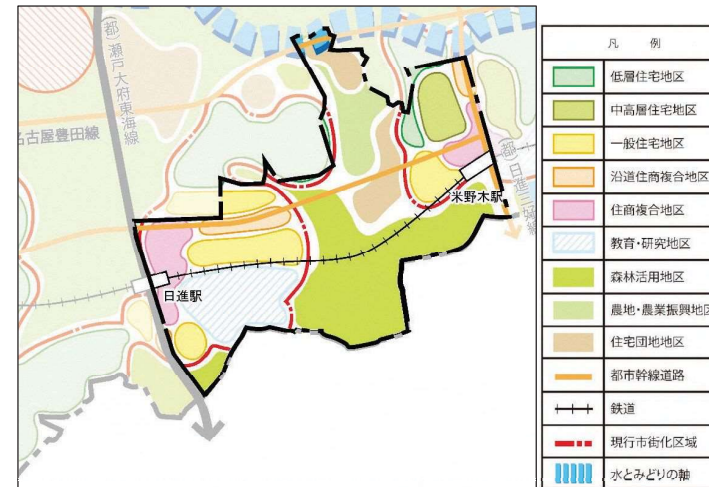 (都)瀬戸大府東海線
名古屋豊田線
米野木駅
(都)日進三好線
日進駅
凡 例
低層住宅地区
中高層住宅地区
一般住宅地区
沿道住商複合地区
住商複合地区
教育・研究地区
森林活用地区
農地・農業振興地区
住宅団地地区
都市幹線道路
鉄道
現行市街化区域
水とみどりの軸